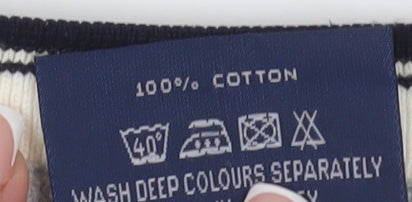 100% COTTON
40°
WASH DEEP COLOURS SEPARATELY